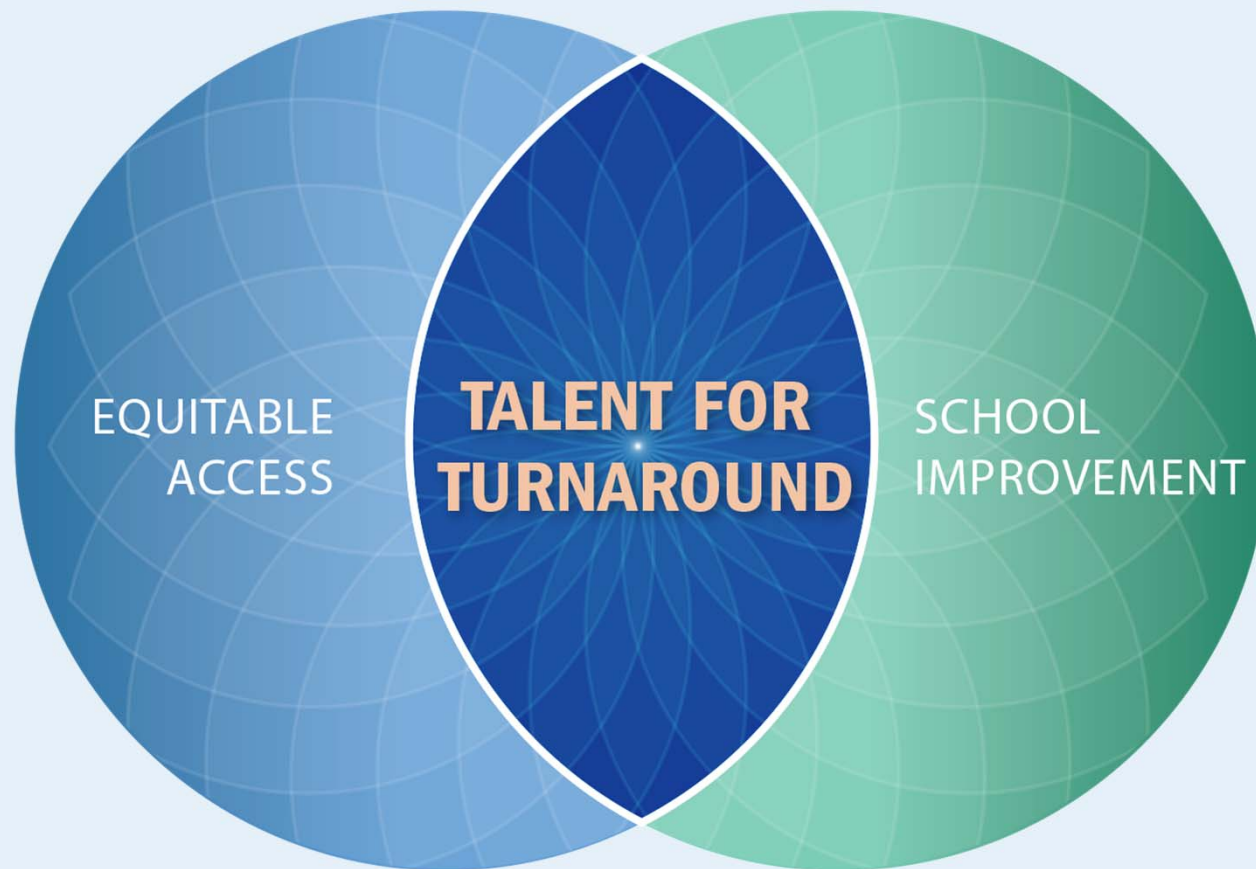 EQUITABLE
ACCESS
TALENT FOR
TURNAROUND
SCHOOL
IMPROVEMENT